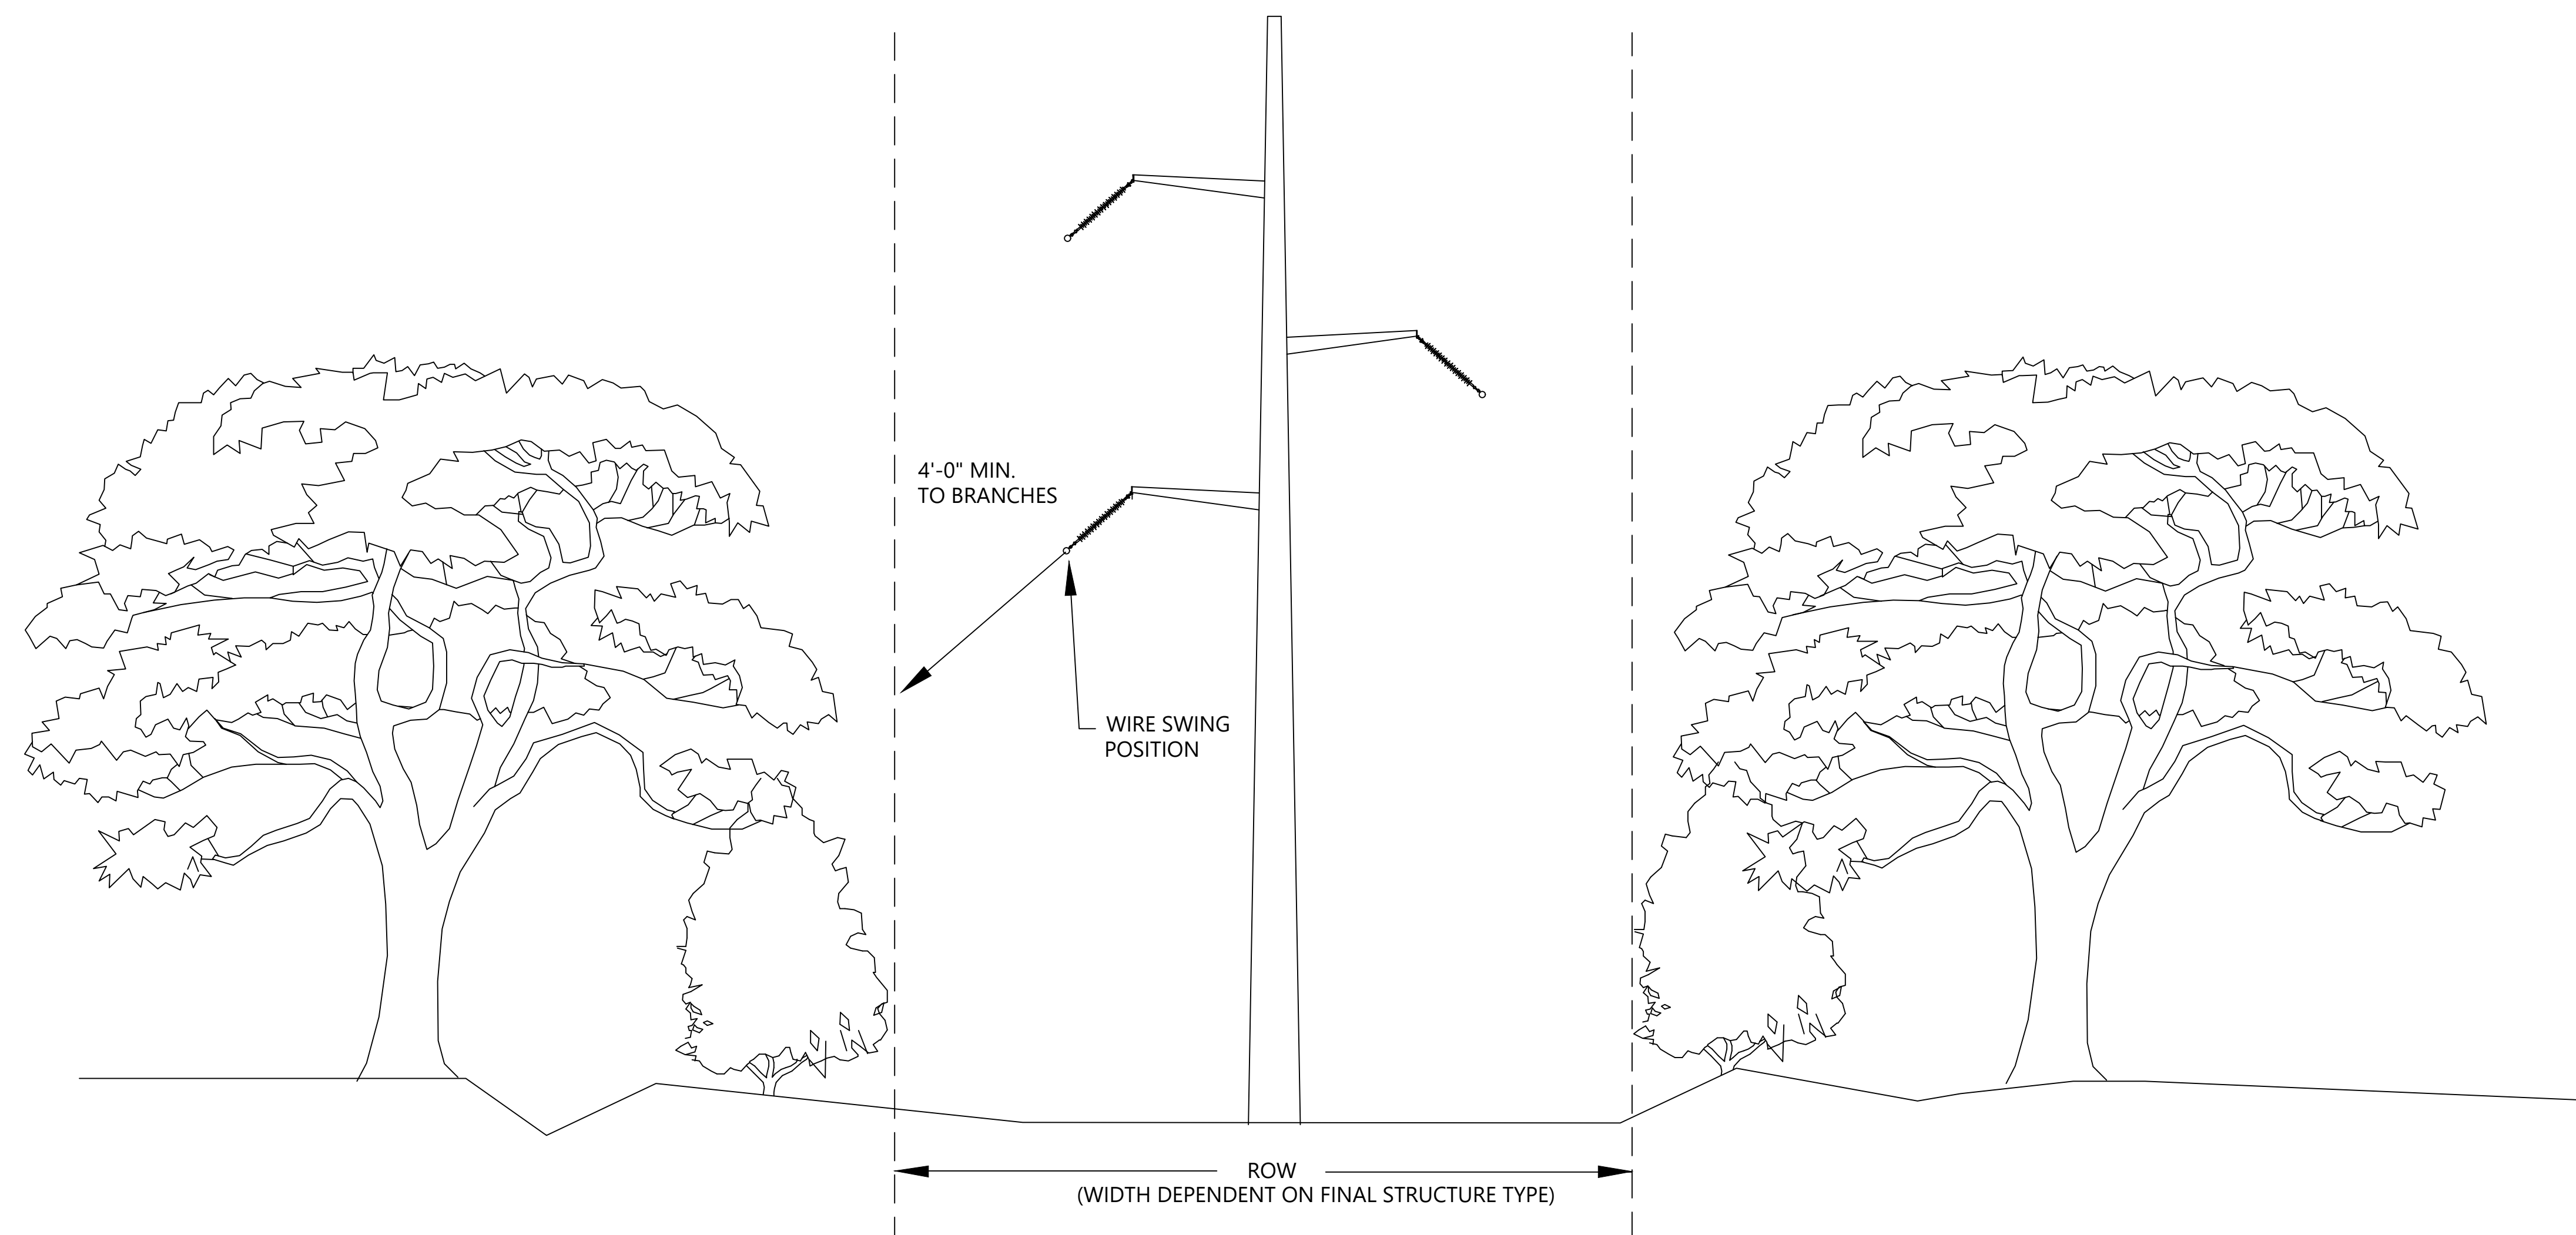 4'-0" MIN.
TO BRANCHES
WIRE SWING
POSITION
ROW
(WIDTH DEPENDENT ON FINAL STRUCTURE TYPE)